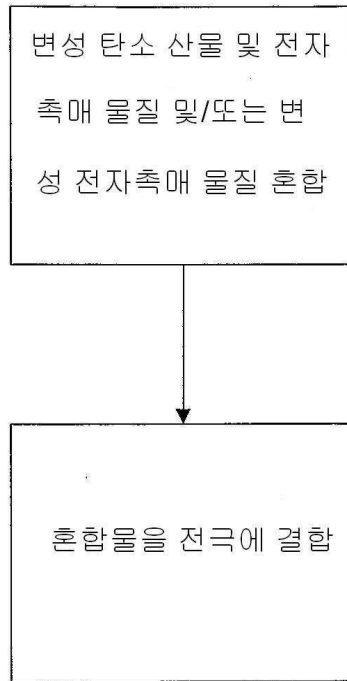 변성 탄소 산물 및 전자
촉매 물질 및/또는 변
성 전자촉매 물질 혼합
혼합물을 전극에 결합